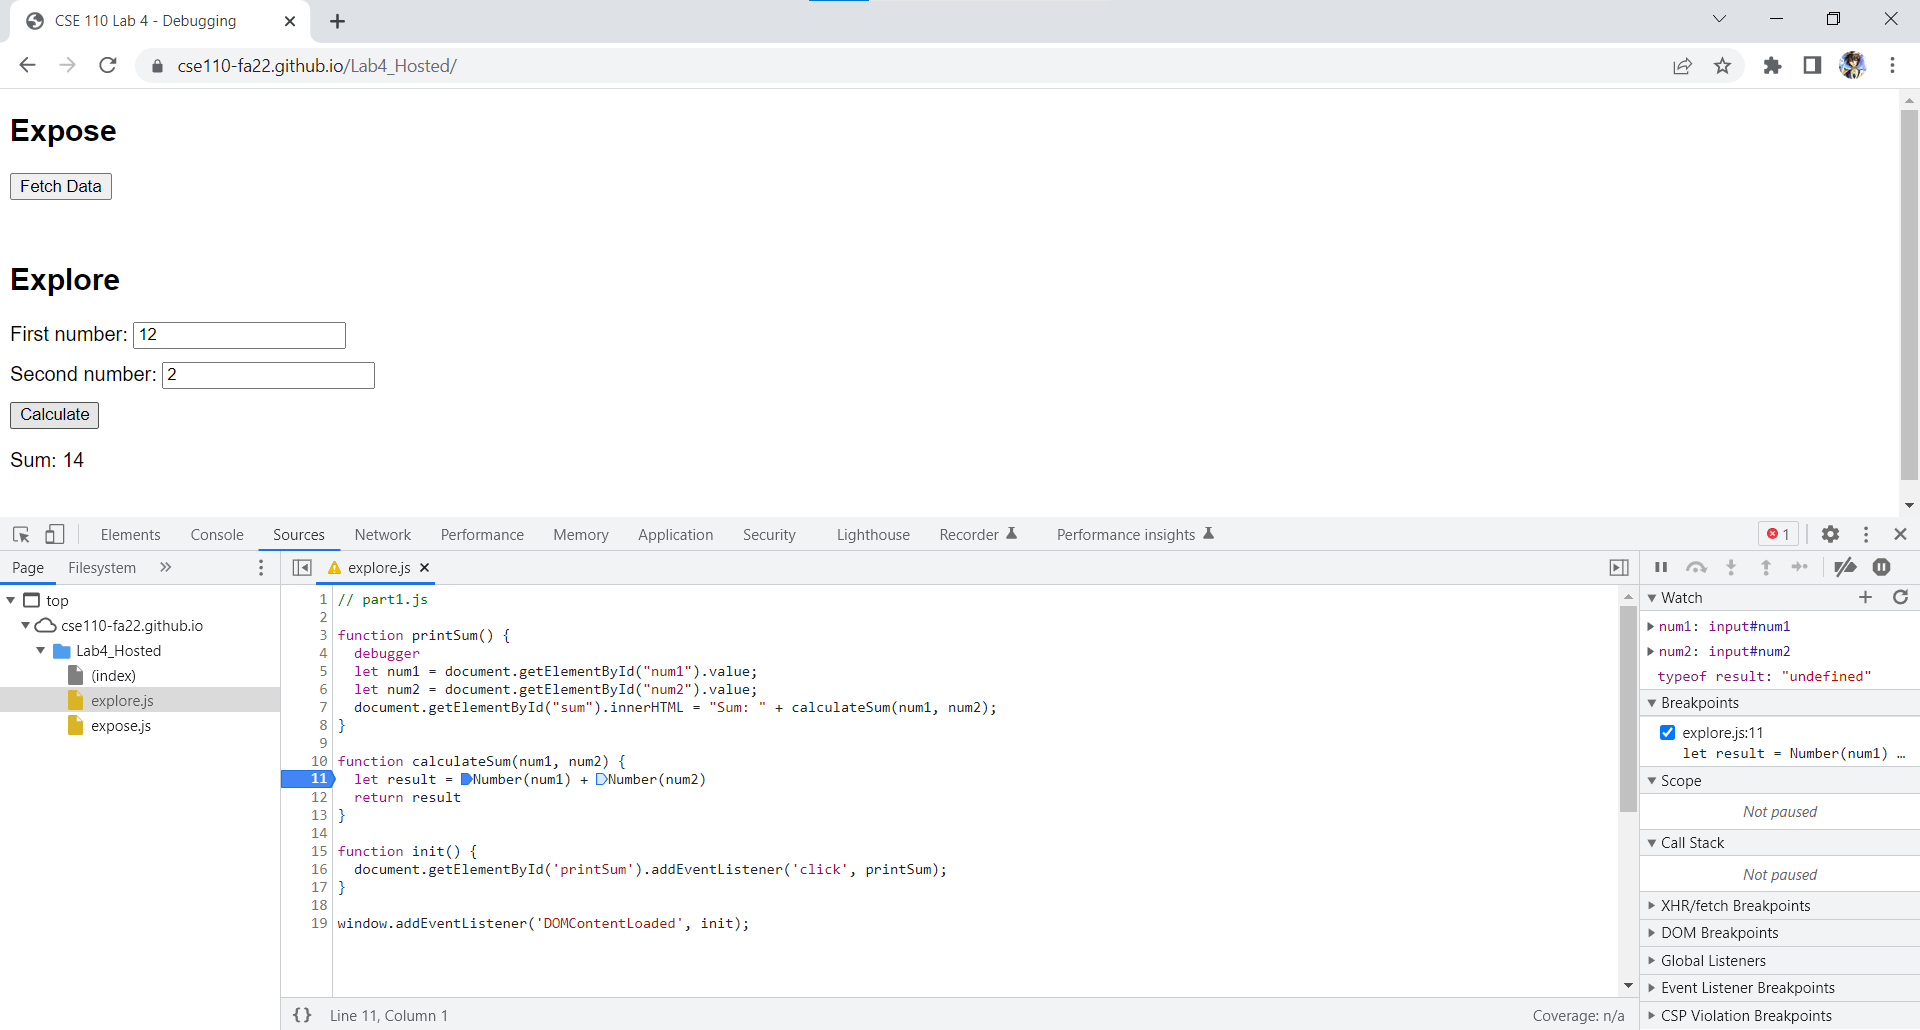 CSE 110 Lab 4 - Debugging
cse110-fa22.github.io/Lab4_Hosted/
Expose
Fetch Data
Explore
First number: 12
Second number: 2
Calculate
Sum: 14
Elements Console Sources Network Performance Memory Application Security Lighthouse Recorder Performance insights 1
Page Filesystem
top
cse110-fa22.github.io
Lab4_Hosted
(index)
explore.js
expose.js
explore.js
1 // part1.js
2
3 function printSum() {
4   debugger
5   let num1 = document.getElementById("num1").value;
6   let num2 = document.getElementById("num2").value;
7   document.getElementById("sum").innerHTML = "Sum: " + calculateSum(num1, num2);
8 }
9
10 function calculateSum(num1, num2) {
11   let result = Number(num1) + Number(num2)
12   return result
13 }
14
15 function init() {
16   document.getElementById('printSum').addEventListener('click', printSum);
17 }
18
19 window.addEventListener('DOMContentLoaded', init);
{} Line 11, Column 1
Coverage: n/a
Watch
num1: input#num1
num2: input#num2
typeof result: "undefined"
Breakpoints
explore.js:11
let result = Number(num1) …
Scope
Not paused
Call Stack
Not paused
XHR/fetch Breakpoints
DOM Breakpoints
Global Listeners
Event Listener Breakpoints
CSP Violation Breakpoints